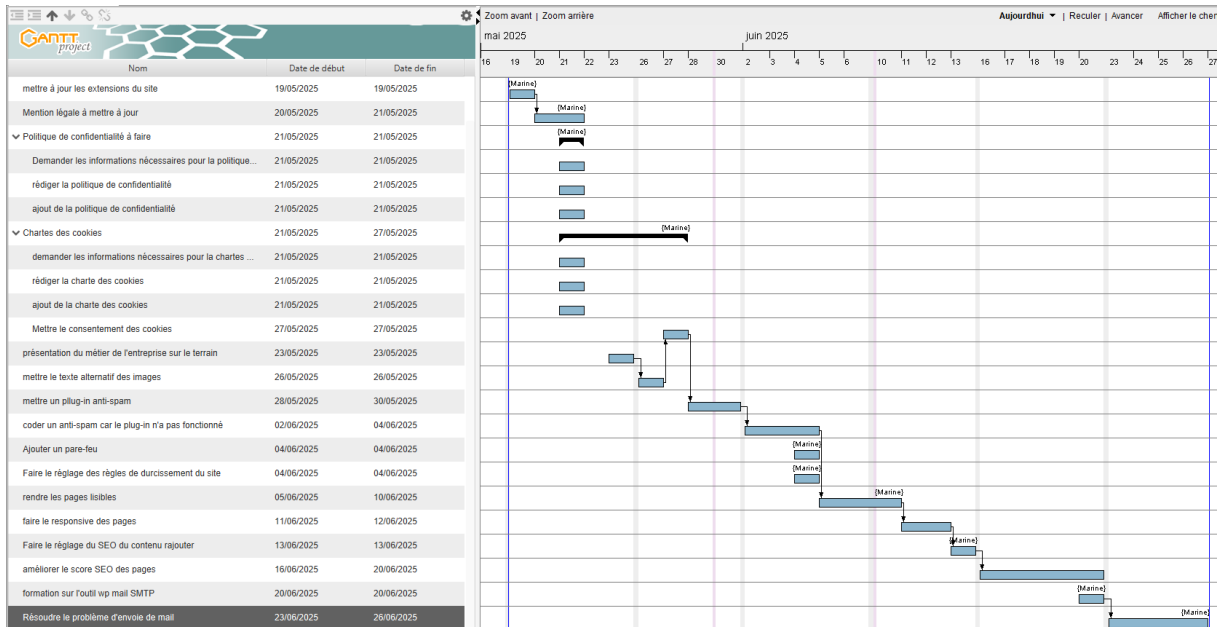 Zoom avant | Zoom arrière
Aujourdhui ▼ | Reculer | Avancer
Afficher le cher
GANTT project
mai 2025
juin 2025
Nom
Date de début
Date de fin
16 19 20 21 22 23 26 27 28 30 2 3 4 5 6 10 11 12 13 16 17 18 19 20 23 24 25 26 27
mettre à jour les extensions du site 19/05/2025 19/05/2025 {Marine}
Mention légale à mettre à jour 20/05/2025 21/05/2025 {Marine}
Politique de confidentialité à faire 21/05/2025 21/05/2025 {Marine}
Demander les informations nécessaires pour la politique... 21/05/2025 21/05/2025
rédiger la politique de confidentialité 21/05/2025 21/05/2025
ajout de la politique de confidentialité 21/05/2025 21/05/2025
Chartes des cookies 21/05/2025 27/05/2025 {Marine}
demander les informations nécessaires pour la chartes ... 21/05/2025 21/05/2025
rédiger la charte des cookies 21/05/2025 21/05/2025
ajout de la charte des cookies 21/05/2025 21/05/2025
Mettre le consentement des cookies 27/05/2025 27/05/2025
présentation du métier de l'entreprise sur le terrain 23/05/2025 23/05/2025
mettre le texte alternatif des images 26/05/2025 26/05/2025
mettre un pllug-in anti-spam 28/05/2025 30/05/2025
coder un anti-spam car le plug-in n'a pas fonctionné 02/06/2025 04/06/2025
Ajouter un pare-feu 04/06/2025 04/06/2025 {Marine}
Faire le réglage des règles de durcissement du site 04/06/2025 04/06/2025 {Marine}
rendre les pages lisibles 05/06/2025 10/06/2025 {Marine}
faire le responsive des pages 11/06/2025 12/06/2025
Faire le réglage du SEO du contenu rajouter 13/06/2025 13/06/2025 {Marine}
améliorer le score SEO des pages 16/06/2025 20/06/2025
formation sur l'outil wp mail SMTP 20/06/2025 20/06/2025 {Marine}
Résoudre le problème d'envoie de mail 23/06/2025 26/06/2025 {Marine}